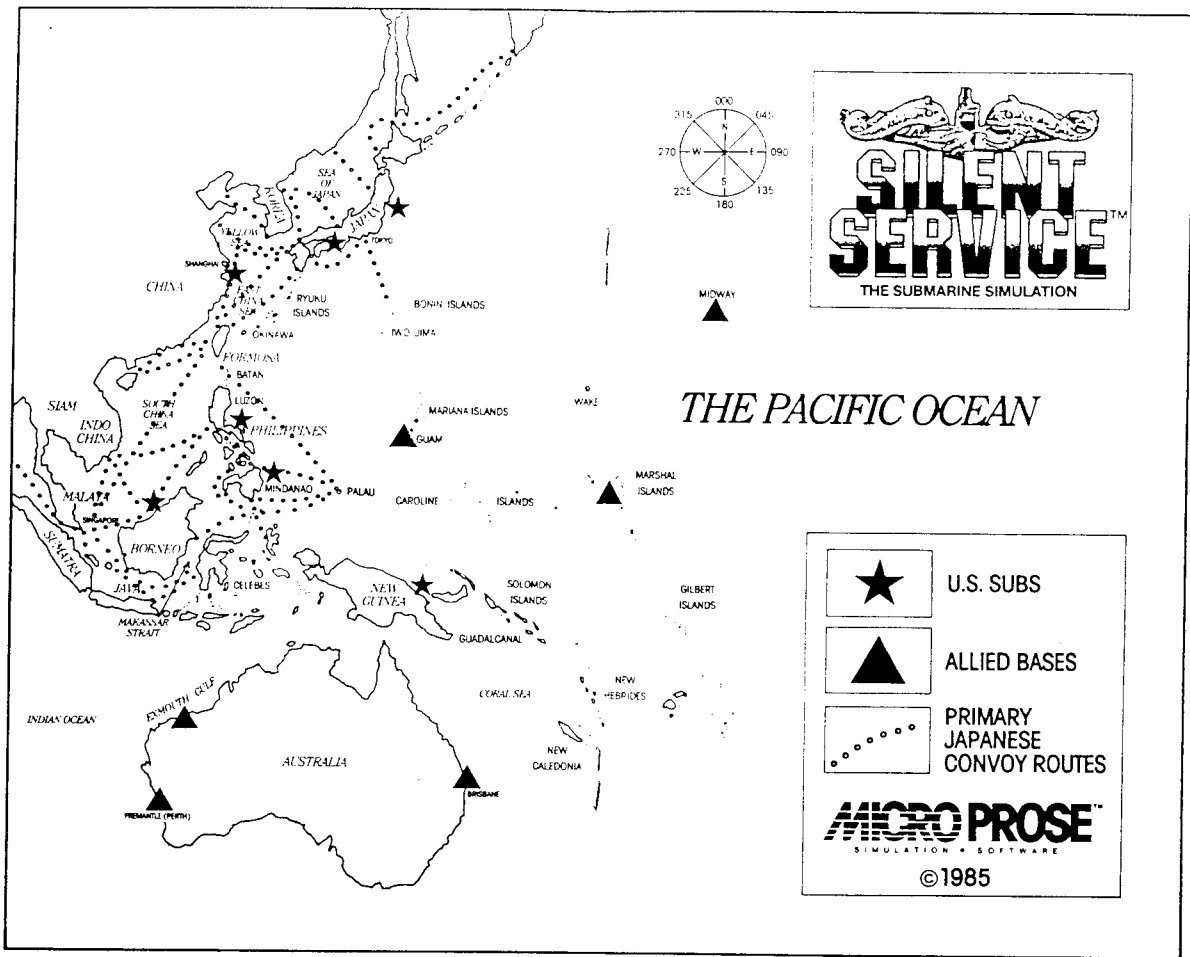 000
315
045
N
270
W
E
090
S
225
135
180
SILENT
SERVICE™
THE SUBMARINE SIMULATION
SEA
OF
JAPAN
KOREA
JAPAN
TOKYO
YELLOW
SEA
SHANGHAI
CHINA
EAST
CHINA
SEA
RYUKU
ISLANDS
BONIN ISLANDS
OKINAWA
IWO JIMA
MIDWAY
FORMOSA
BATAN
SIAM
INDO
CHINA
SOUTH
CHINA
SEA
LUZON
PHILIPPINES
MARIANA ISLANDS
GUAM
WAKE
THE PACIFIC OCEAN
MALAYA
SINGAPORE
MINDANAO
PALAU
CAROLINE
ISLANDS
MARSHAL
ISLANDS
SUMATRA
BORNEO
JAVA
CELEBES
MAKASSAR
STRAIT
NEW
GUINEA
SOLOMON
ISLANDS
GILBERT
ISLANDS
GUADALCANAL
EXMOUTH GULF
INDIAN OCEAN
CORAL SEA
NEW
HEBRIDES
NEW
CALEDONIA
AUSTRALIA
BRISBANE
FREMANTLE (PERTH)
U.S. SUBS
ALLIED BASES
PRIMARY
JAPANESE
CONVOY ROUTES
MICROPROSE™
SIMULATION • SOFTWARE
©1985